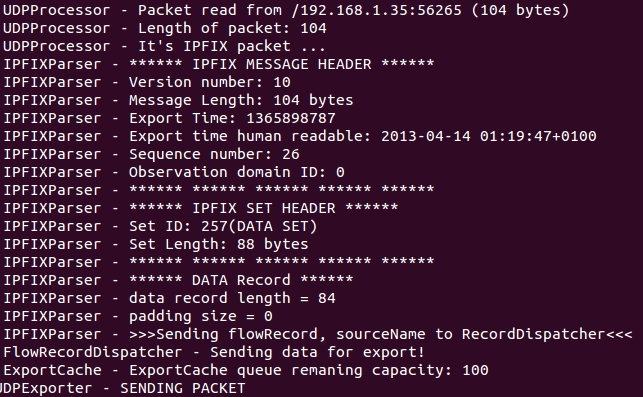 UDPProcessor - Packet read from /192.168.1.35:56265 (104 bytes)
UDPProcessor - Length of packet: 104
UDPProcessor - It's IPFIX packet ...
IPFIXParser - ****** IPFIX MESSAGE HEADER ******
IPFIXParser - Version number: 10
IPFIXParser - Message Length: 104 bytes
IPFIXParser - Export Time: 1365898787
IPFIXParser - Export time human readable: 2013-04-14 01:19:47+0100
IPFIXParser - Sequence number: 26
IPFIXParser - Observation domain ID: 0
IPFIXParser - ****** ****** ****** ****** ******
IPFIXParser - ****** IPFIX SET HEADER ******
IPFIXParser - Set ID: 257(DATA SET)
IPFIXParser - Set Length: 88 bytes
IPFIXParser - ****** ****** ****** ****** ******
IPFIXParser - ****** DATA Record ******
IPFIXParser - data record length = 84
IPFIXParser - padding size = 0
IPFIXParser - >>>Sending flowRecord, sourceName to RecordDispatcher<<<
FlowRecordDispatcher - Sending data for export!
ExportCache - ExportCache queue remaning capacity: 100
UDPExporter - SENDING PACKET